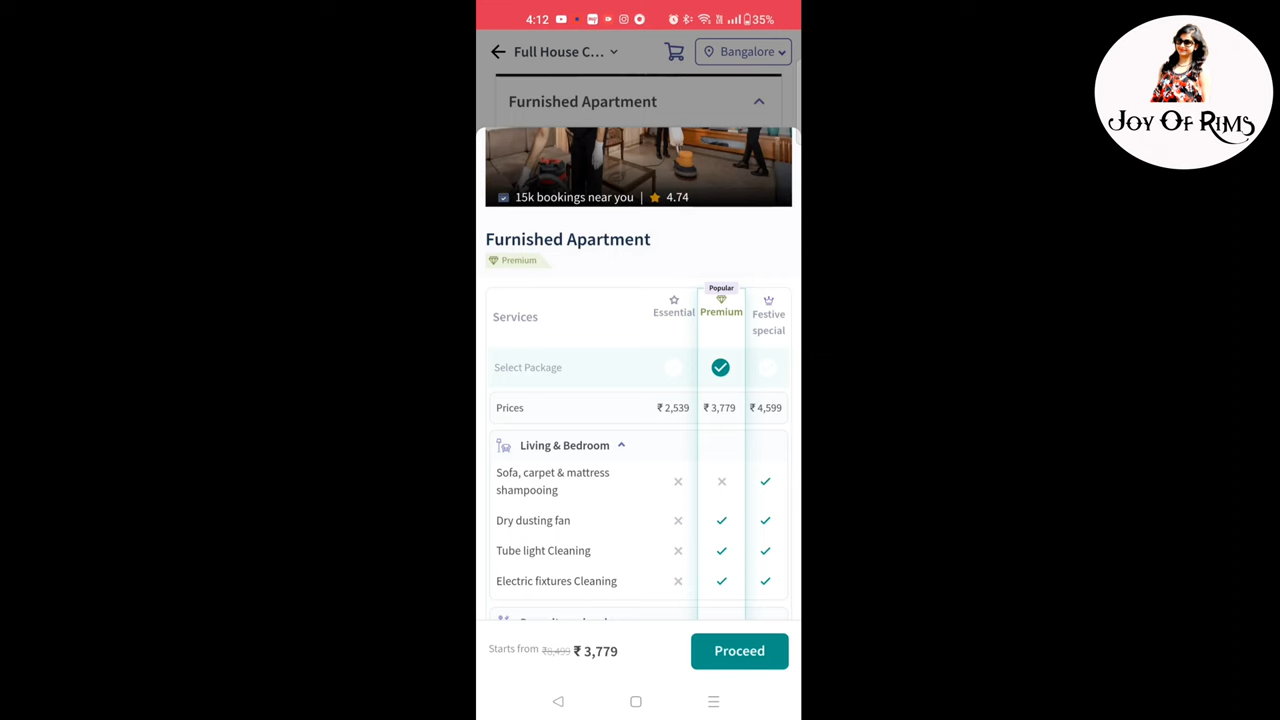 4:12
35%
Full House C...
Bangalore
JOY OF RIMS
Furnished Apartment
15k bookings near you | 4.74
Furnished Apartment
Premium
Popular
Services
Essential
Premium
Festive special
Select Package
Prices ₹ 2,539 ₹ 3,779 ₹ 4,599
Living & Bedroom
Sofa, carpet & mattress
shampooing
Dry dusting fan
Tube light Cleaning
Electric fixtures Cleaning
Starts from ₹8,499 ₹ 3,779
Proceed